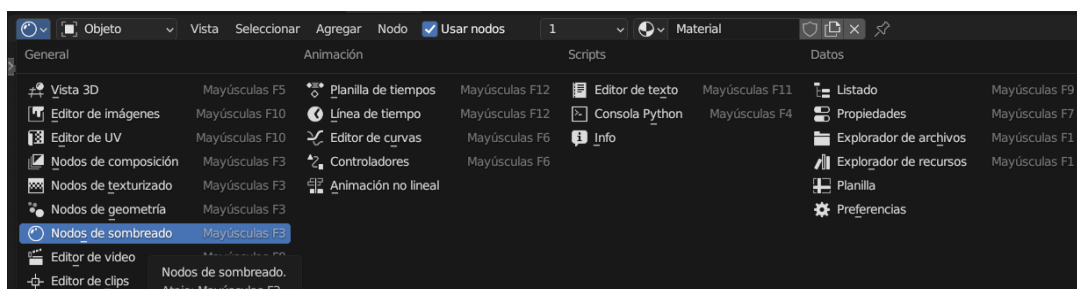 Objeto Vista Seleccionar Agregar Nodo Usar nodos 1 Material
General Animación Scripts Datos
Vista 3D Mayúsculas F5 Planilla de tiempos Mayúsculas F12 Editor de texto Mayúsculas F11 Listado Mayúsculas F9
Editor de imágenes Mayúsculas F10 Línea de tiempo Mayúsculas F12 Consola Python Mayúsculas F4 Propiedades Mayúsculas F7
Editor de UV Mayúsculas F10 Editor de curvas Mayúsculas F6 Info Explorador de archivos Mayúsculas F1
Nodos de composición Mayúsculas F3 Controladores Mayúsculas F6 Explorador de recursos Mayúsculas F1
Nodos de texturizado Mayúsculas F3 Animación no lineal Planilla
Nodos de geometría Mayúsculas F3 Preferencias
Nodos de sombreado Mayúsculas F3
Editor de video
Nodos de sombreado.
Editor de clips